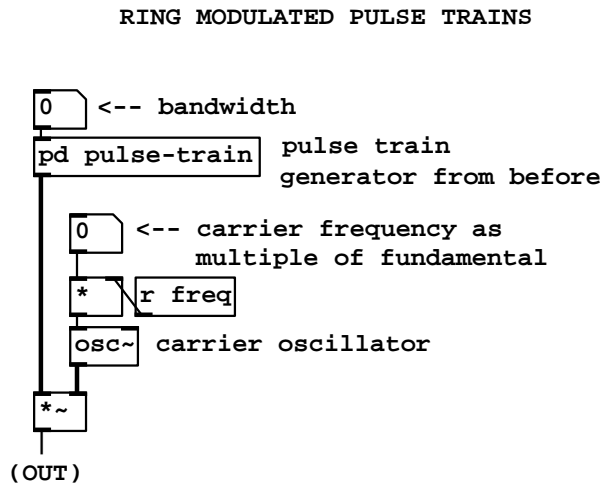 RING MODULATED PULSE TRAINS
0 <-- bandwidth
pd pulse-train pulse train
generator from before
0 <-- carrier frequency as
multiple of fundamental
* r freq
osc~ carrier oscillator
*~
(OUT)